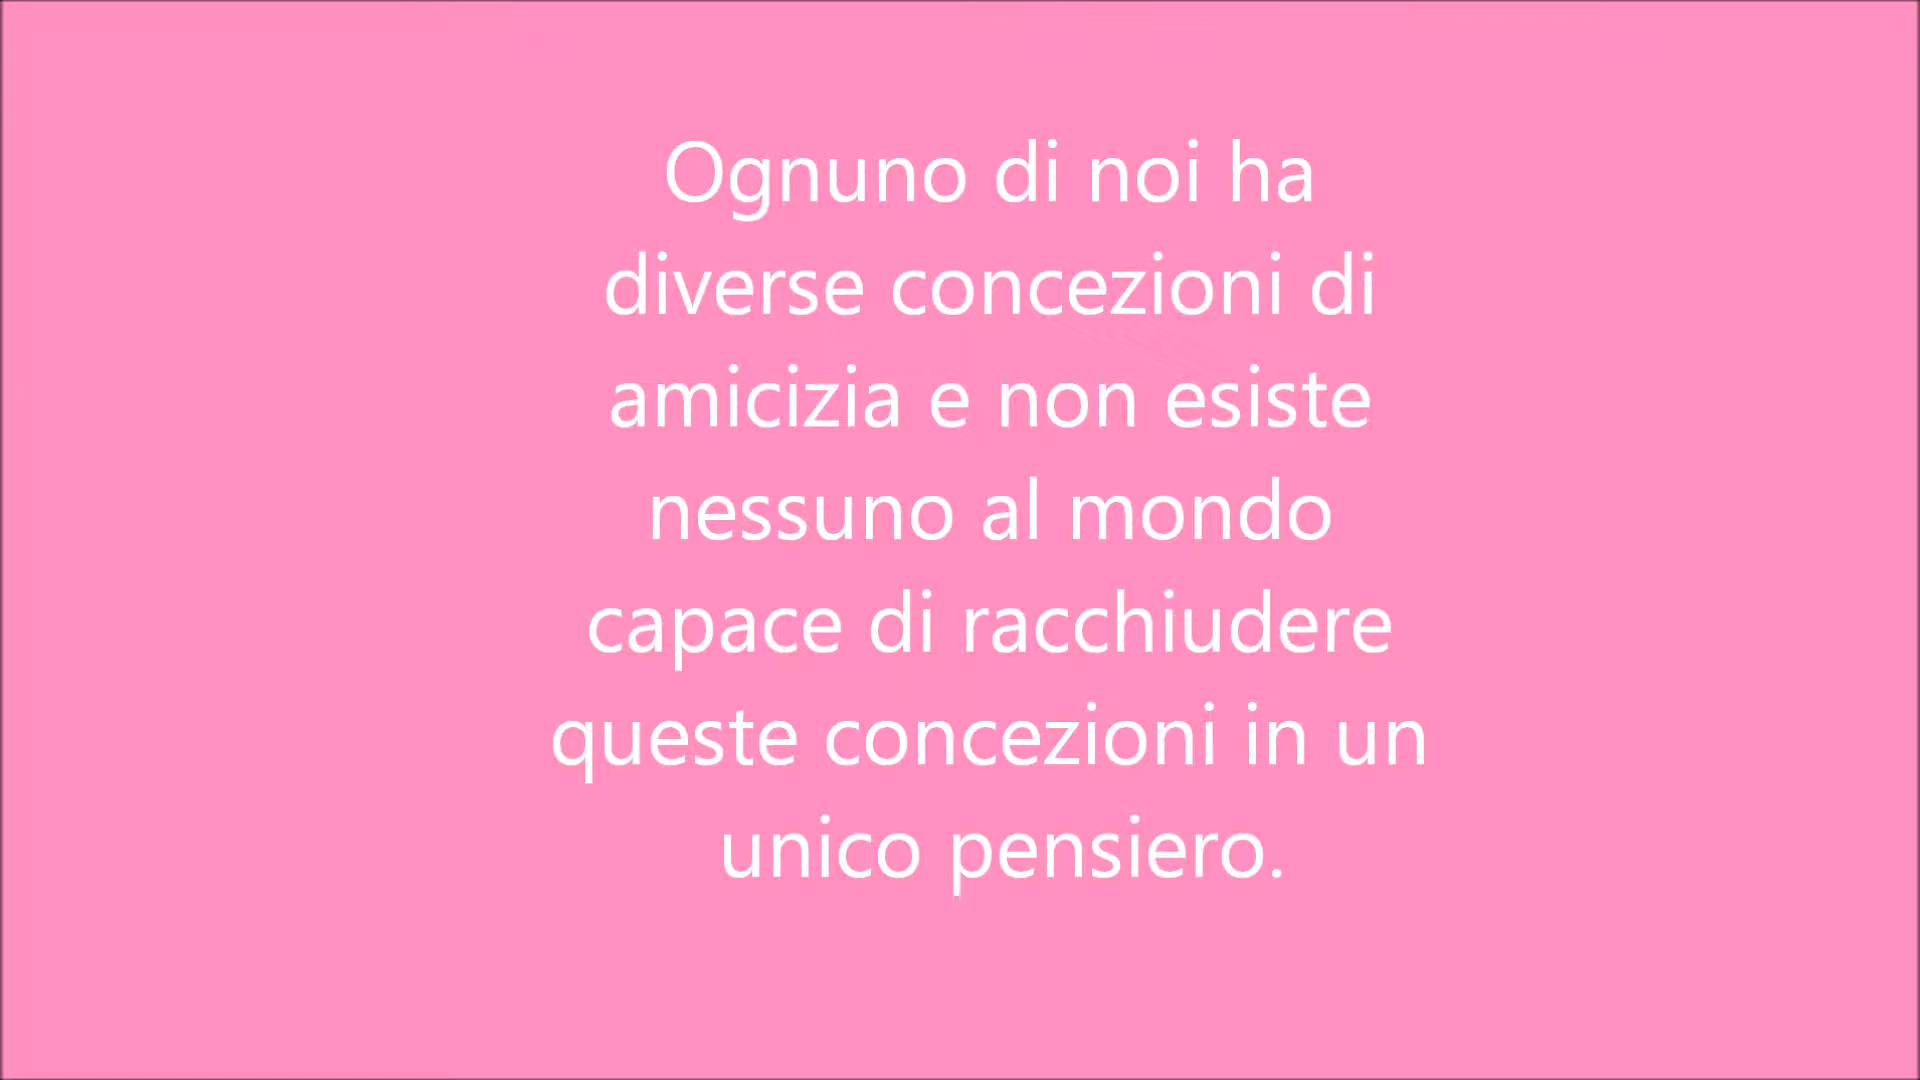 Ognuno di noi ha
diverse concezioni di
amicizia e non esiste
nessuno al mondo
capace di racchiudere
queste concezioni in un
unico pensiero.